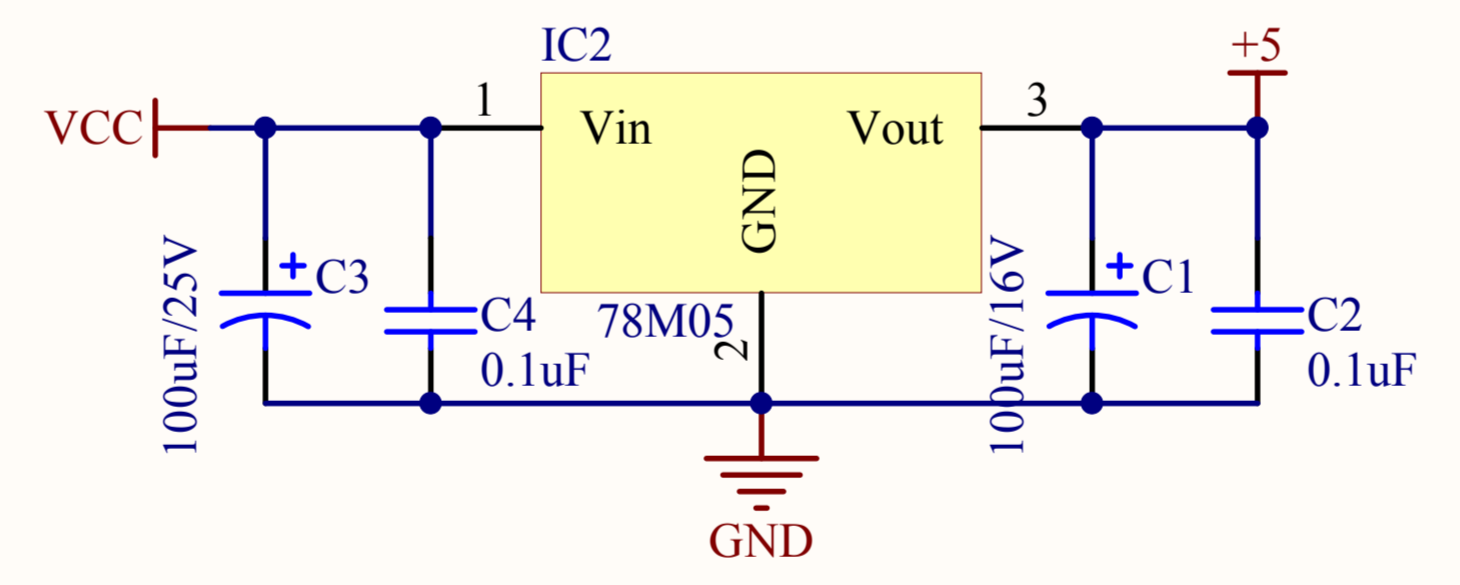 IC2
+5
VCC
1
Vin
Vout
3
GND
100uF/25V
+
C3
C4
0.1uF
78M05
2
100uF/16V
+
C1
C2
0.1uF
GND